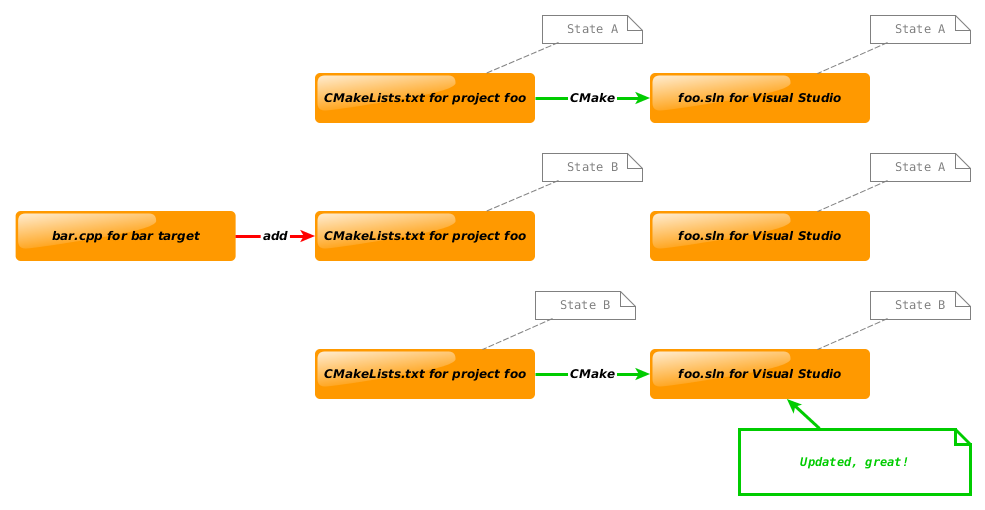 State A
State A
CMakeLists.txt for project foo
CMake
foo.sln for Visual Studio
State B
State A
bar.cpp for bar target
add
CMakeLists.txt for project foo
foo.sln for Visual Studio
State B
State B
CMakeLists.txt for project foo
CMake
foo.sln for Visual Studio
Updated, great!